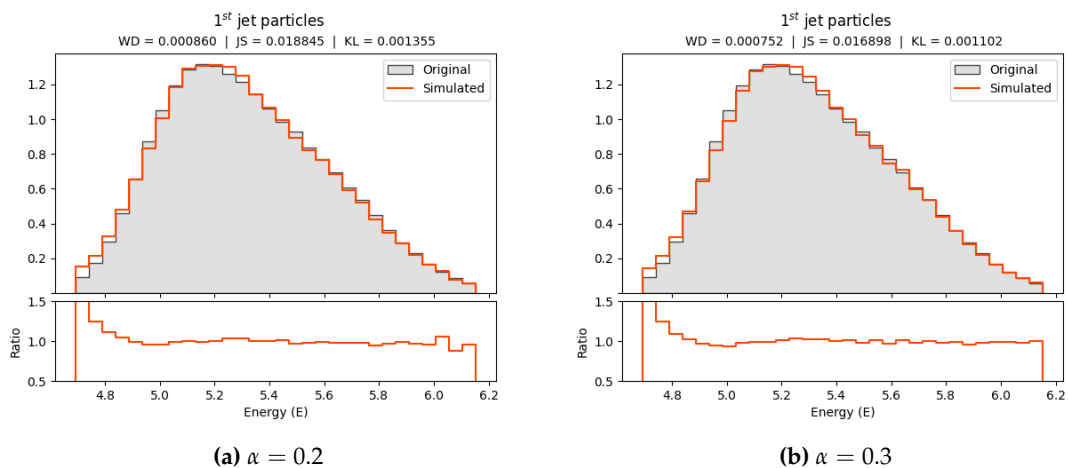 1st jet particles
WD = 0.000860 | JS = 0.018845 | KL = 0.001355
Original
Simulated
1.2
1.0
0.8
0.6
0.4
0.2
1.5
1.0
0.5
Ratio
4.8 5.0 5.2 5.4 5.6 5.8 6.0 6.2
Energy (E)
(a) α = 0.2
1st jet particles
WD = 0.000752 | JS = 0.016898 | KL = 0.001102
Original
Simulated
1.2
1.0
0.8
0.6
0.4
0.2
1.5
1.0
0.5
Ratio
4.8 5.0 5.2 5.4 5.6 5.8 6.0 6.2
Energy (E)
(b) α = 0.3